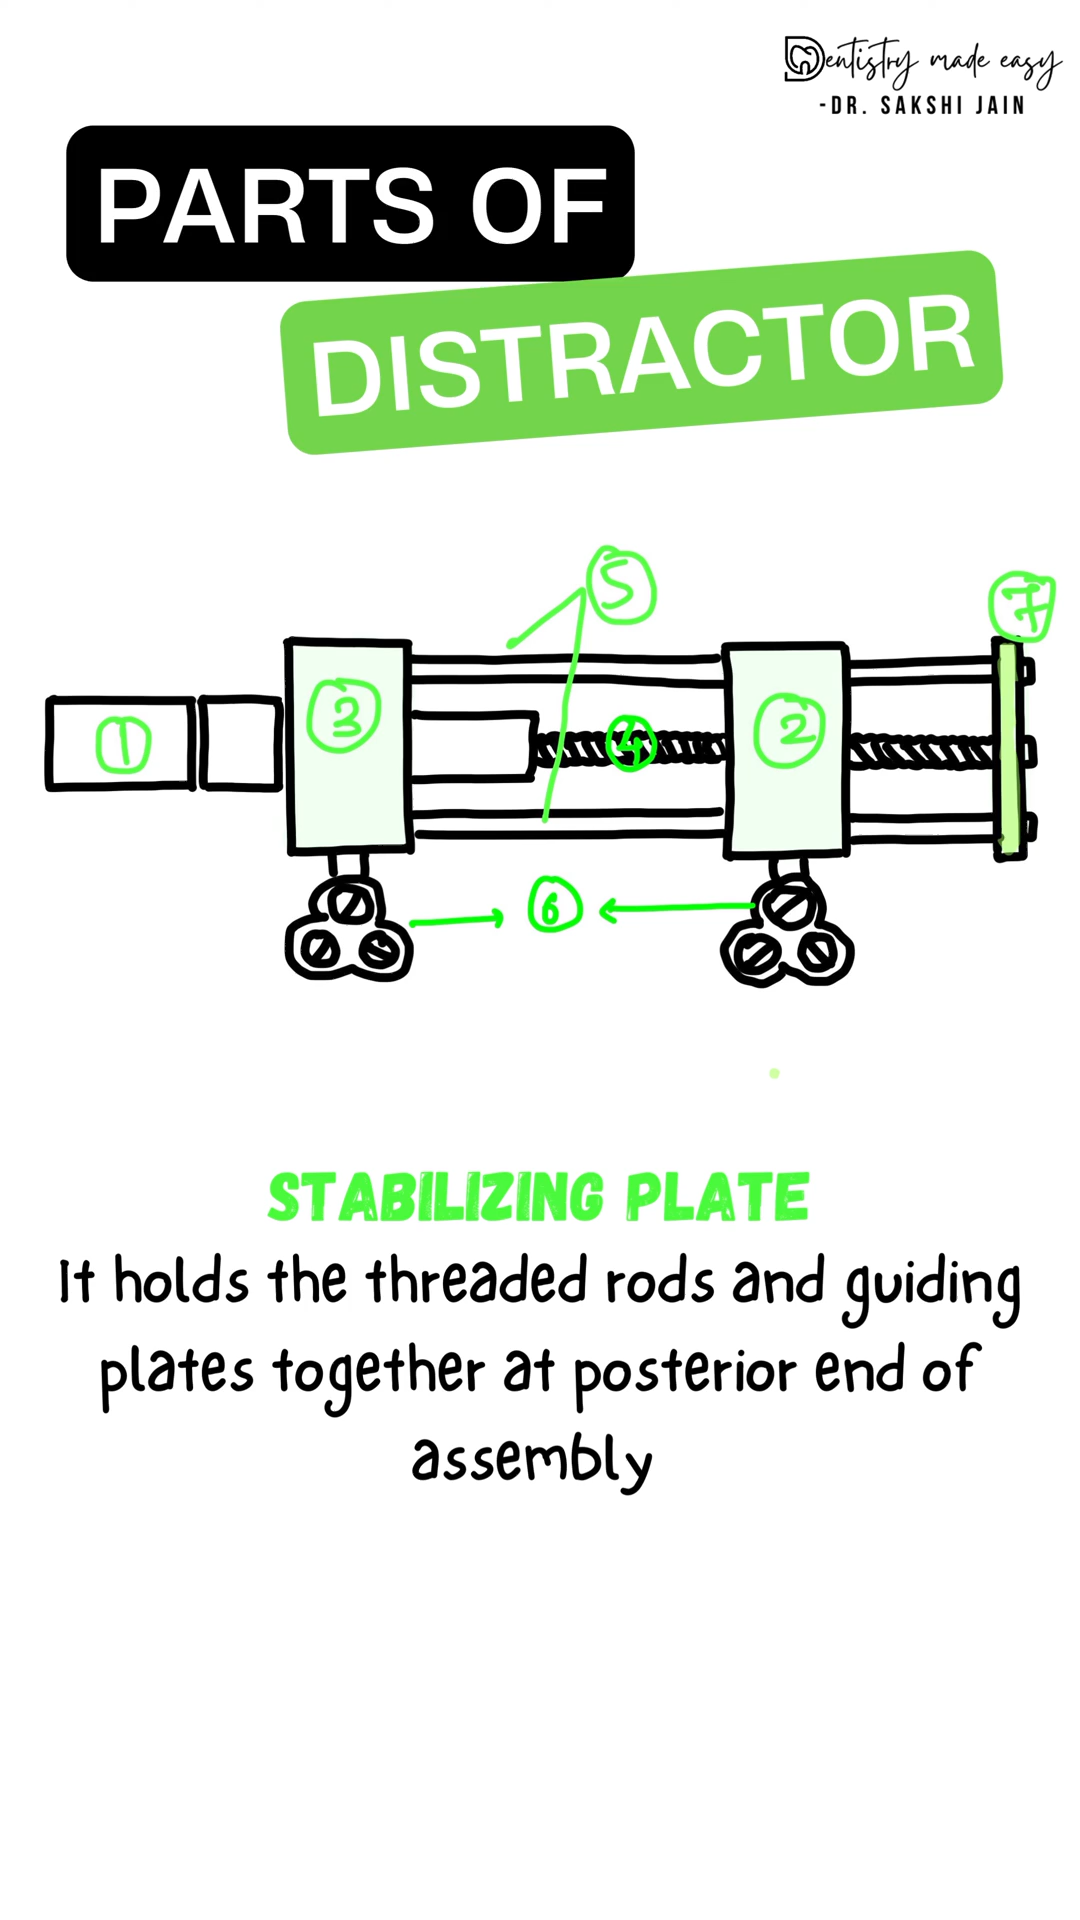 Dentistry made easy
-DR. SAKSHI JAIN
PARTS OF
DISTRACTOR
5
7
3
2
1
4
6
STABILIZING PLATE
It holds the threaded rods and guiding
plates together at posterior end of
assembly